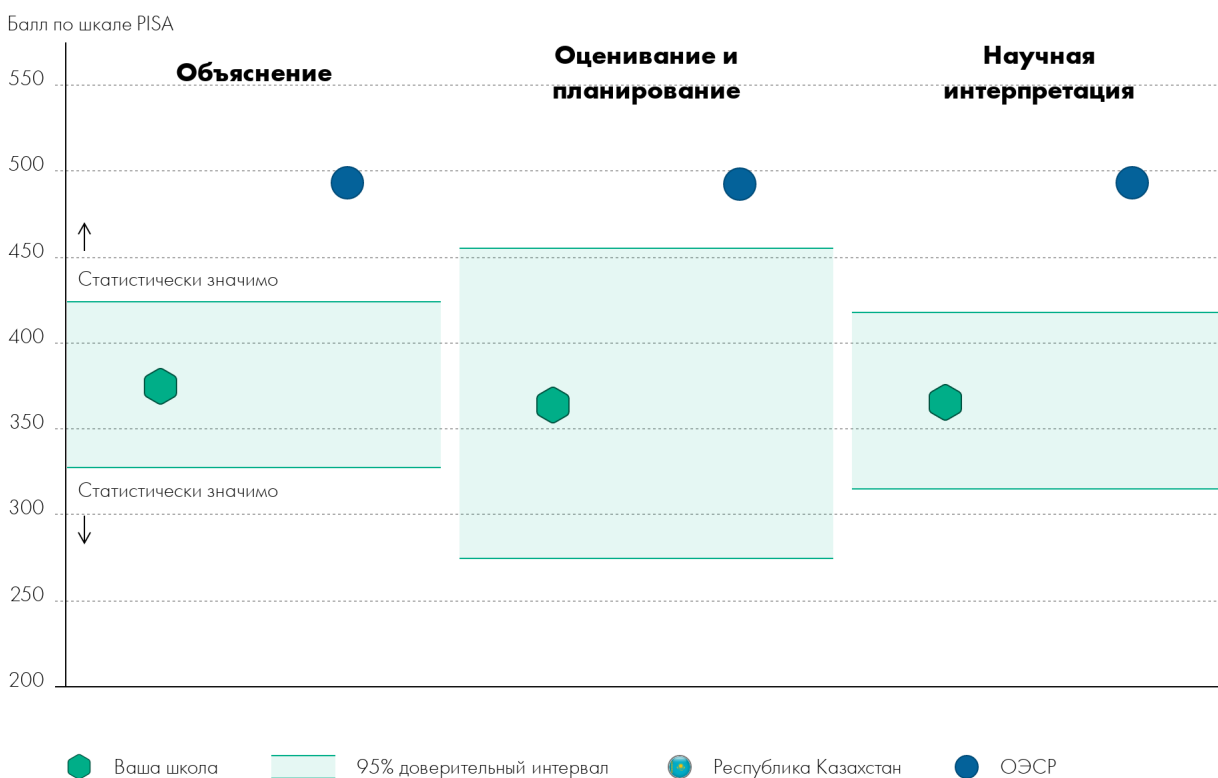 Балл по шкале PISA
Объяснение
Оценивание и
планирование
Научная
интерпретация
550
500
450
Статистически значимо
400
350
Статистически значимо
300
250
200
Ваша школа
95% доверительный интервал
Республика Казахстан
ОЭСР